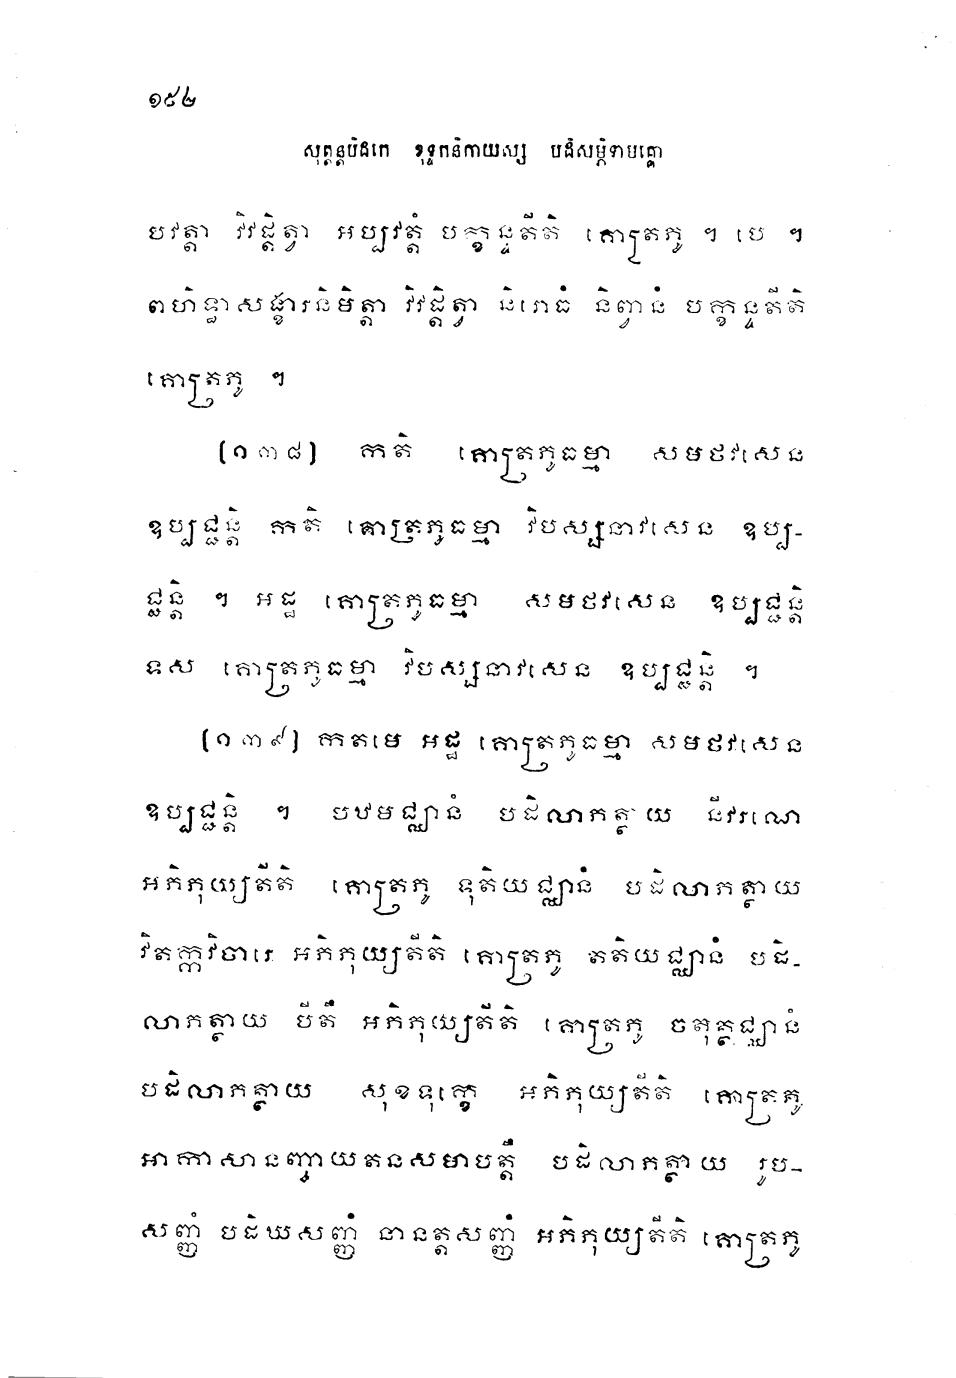 ១៩២
សុត្តន្តបិដកេ ខុទ្ទកនិកាយស្ស បដិសម្ភិទាមគ្គោ
បវត្តា វិវដ្ដិត្វា អប្បវត្តំ បក្ខន្ទតីតិ គោត្រភូ ។ បេ ។
ពហិទ្ធាសង្ខារនិមិត្តា វិវដ្ដិត្វា និរោធំ និព្វានំ បក្ខន្ទតីតិ
គោត្រភូ ។
[១៣៨] កតិ គោត្រភូធម្មា សមថវសេន
ឧប្បជ្ជន្តិ កតិ គោត្រភូធម្មា វិបស្សនាវសេន ឧប្ប-
ជ្ជន្តិ ។ អដ្ឋ គោត្រភូធម្មា សមថវសេន ឧប្បជ្ជន្តិ
ទស គោត្រភូធម្មា វិបស្សនាវសេន ឧប្បជ្ជន្តិ ។
[១៣៩] កតមេ អដ្ឋ គោត្រភូធម្មា សមថវសេន
ឧប្បជ្ជន្តិ ។ បឋមជ្ឈានំ បដិលាភត្ថាយ នីវរណេ
អភិភុយ្យតីតិ គោត្រភូ ទុតិយជ្ឈានំ បដិលាភត្ថាយ
វិតក្កវិចារេ អភិភុយ្យតីតិ គោត្រភូ តតិយជ្ឈានំ បដិ-
លាភត្ថាយ បីតឹ អភិភុយ្យតីតិ គោត្រភូ ចតុត្ថជ្ឈានំ
បដិលាភត្ថាយ សុខទុក្ខេ អភិភុយ្យតីតិ គោត្រភូ
អាកាសានញ្ចាយតនសមាបត្តឹ បដិលាភត្ថាយ រូប-
សញ្ញំ បដិឃសញ្ញំ នានត្តសញ្ញំ អភិភុយ្យតីតិ គោត្រភូ